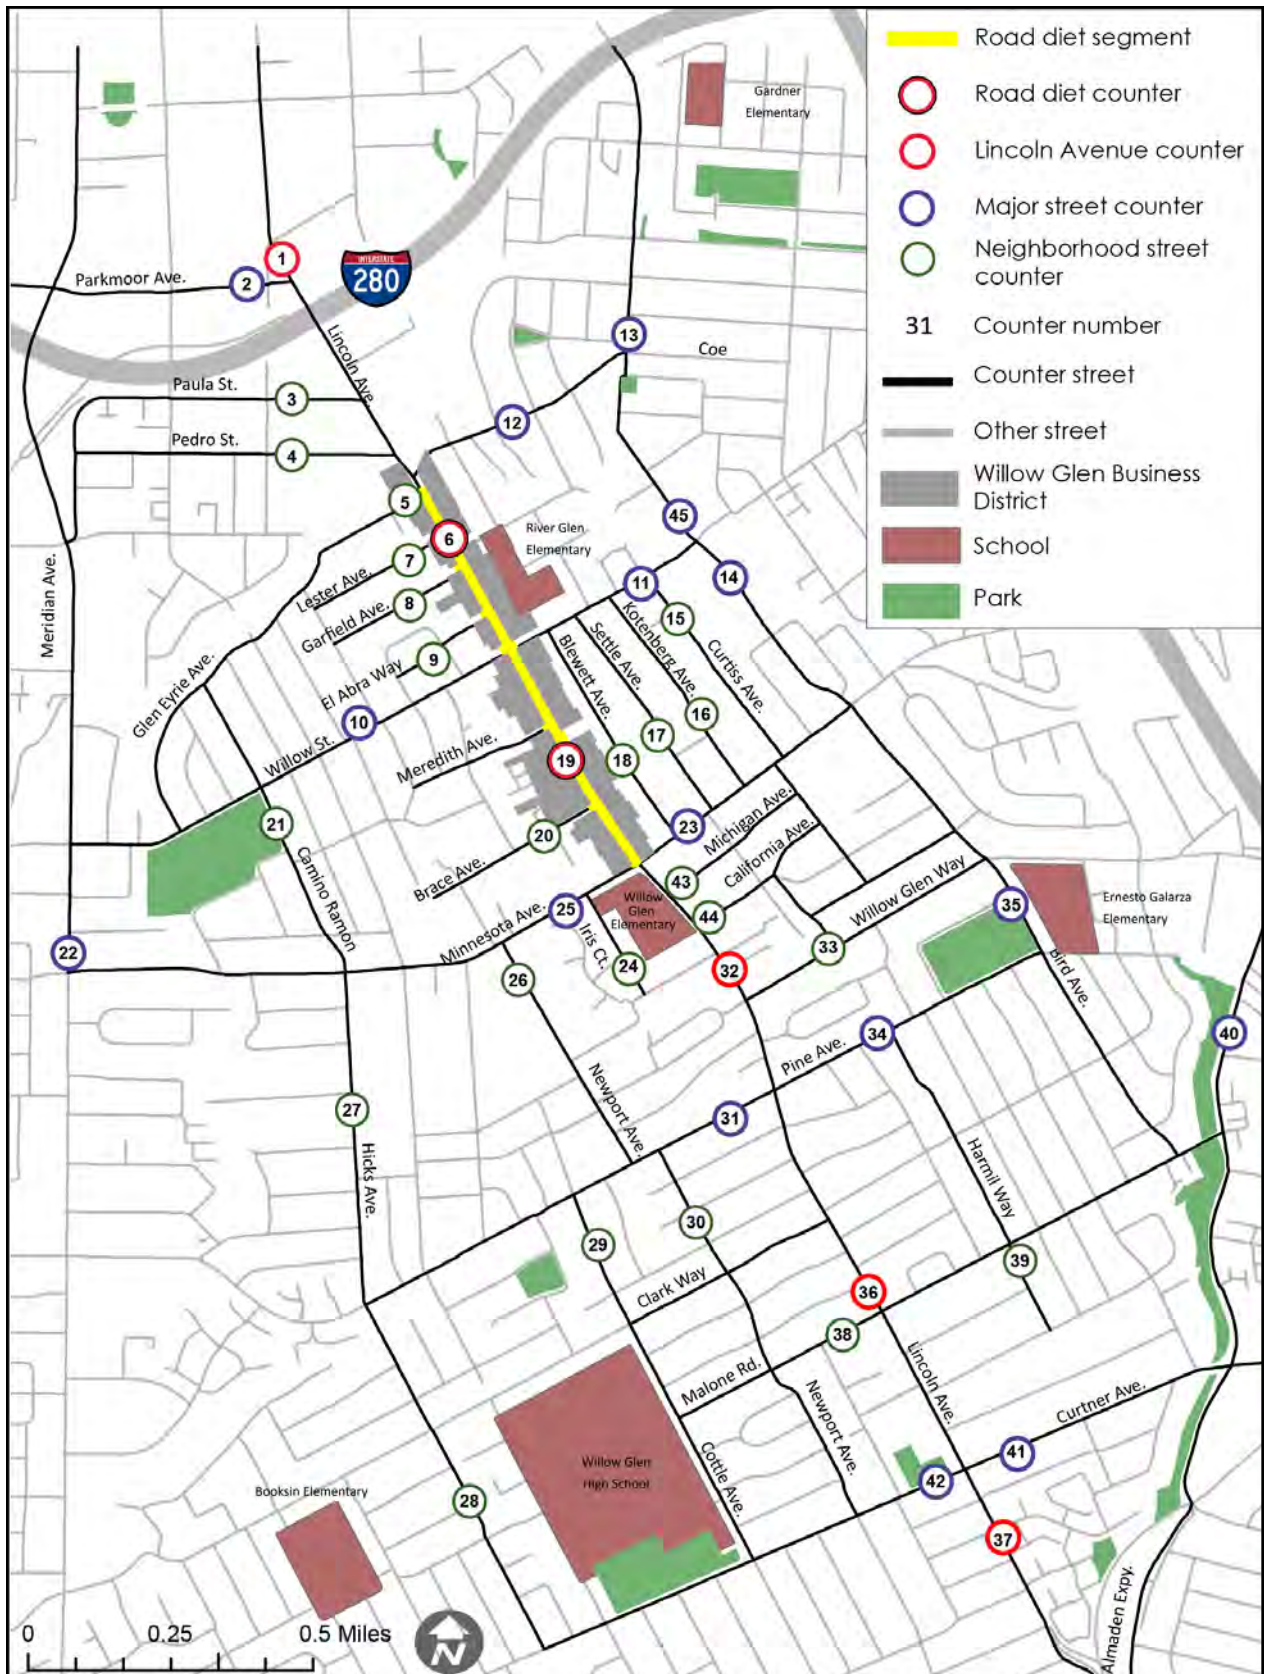 Road diet segment
Road diet counter
Lincoln Avenue counter
Major street counter
Neighborhood street
counter
31 Counter number
Counter street
Other street
Willow Glen Business
District
School
Park
Gardner
Elementary
1
INTERSTATE
280
Parkmoor Ave.
2
Lincoln Ave.
13
Coe
Paula St.
3
12
Pedro St.
4
5
45
6
River Glen
Elementary
7
Lester Ave.
11
14
8
Garfield Ave.
15
Kotenberg Ave.
Settle Ave.
Blewett Ave.
Curtiss Ave.
Meridian Ave.
9
El Abra Way
Glen Eyrie Ave.
10
Willow St.
16
17
Meredith Ave.
19
18
21
20
23
Michigan Ave.
California Ave.
Brace Ave.
Camino Ramon
43
Willow
Glen
Elementary
44
Willow Glen Way
35
Ernesto Galarza
Elementary
25
Minnesota Ave.
Iris Ct.
22
24
26
32
33
Bird Ave.
40
34
Pine Ave.
31
27
Newport Ave.
Hicks Ave.
Harmil Way
30
29
39
Clark Way
36
38
Malone Rd.
Lincoln Ave.
Newport Ave.
Curtner Ave.
Cottle Ave.
41
42
Willow Glen
High School
Booksin Elementary
28
37
Almaden Expy.
0 0.25 0.5 Miles
N